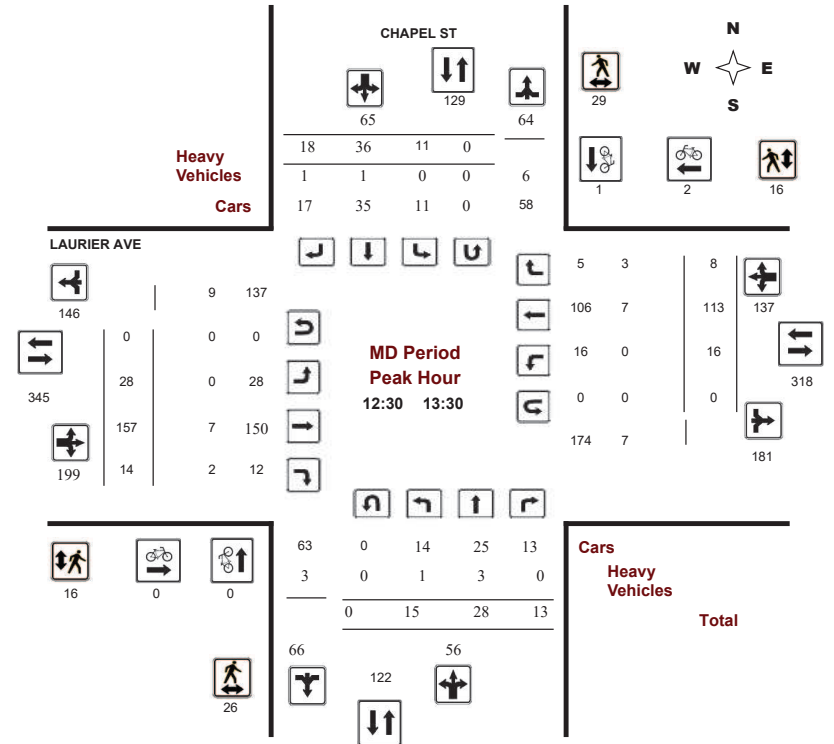 CHAPEL ST
N
W E
S
129
29
65 64
18 36 11 0
Heavy
Vehicles
1 1 0 0 6
Cars 17 35 11 0 58
1 2 16
LAURIER AVE
5 3 8
146 9 137
106 7 113 137
0 0 0
MD Period
16 0 16
Peak Hour
345 28 0 28
12:30 13:30
318
0 0 0
157 7 150
174 7
181
199 14 2 12
63 0 14 25 13 Cars
3 0 1 3 0 Heavy
Vehicles
16 0 0
0 15 28 13 Total
66 56
122
26